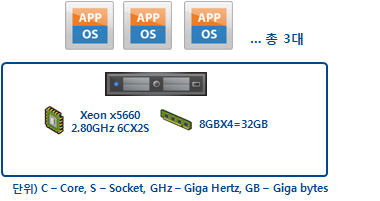 APP APP APP
OS OS OS
... 총 3대
Xeon x5660
2.80GHz 6CX2S
8GBX4=32GB
단위) C – Core, S – Socket, GHz – Giga Hertz, GB – Giga bytes